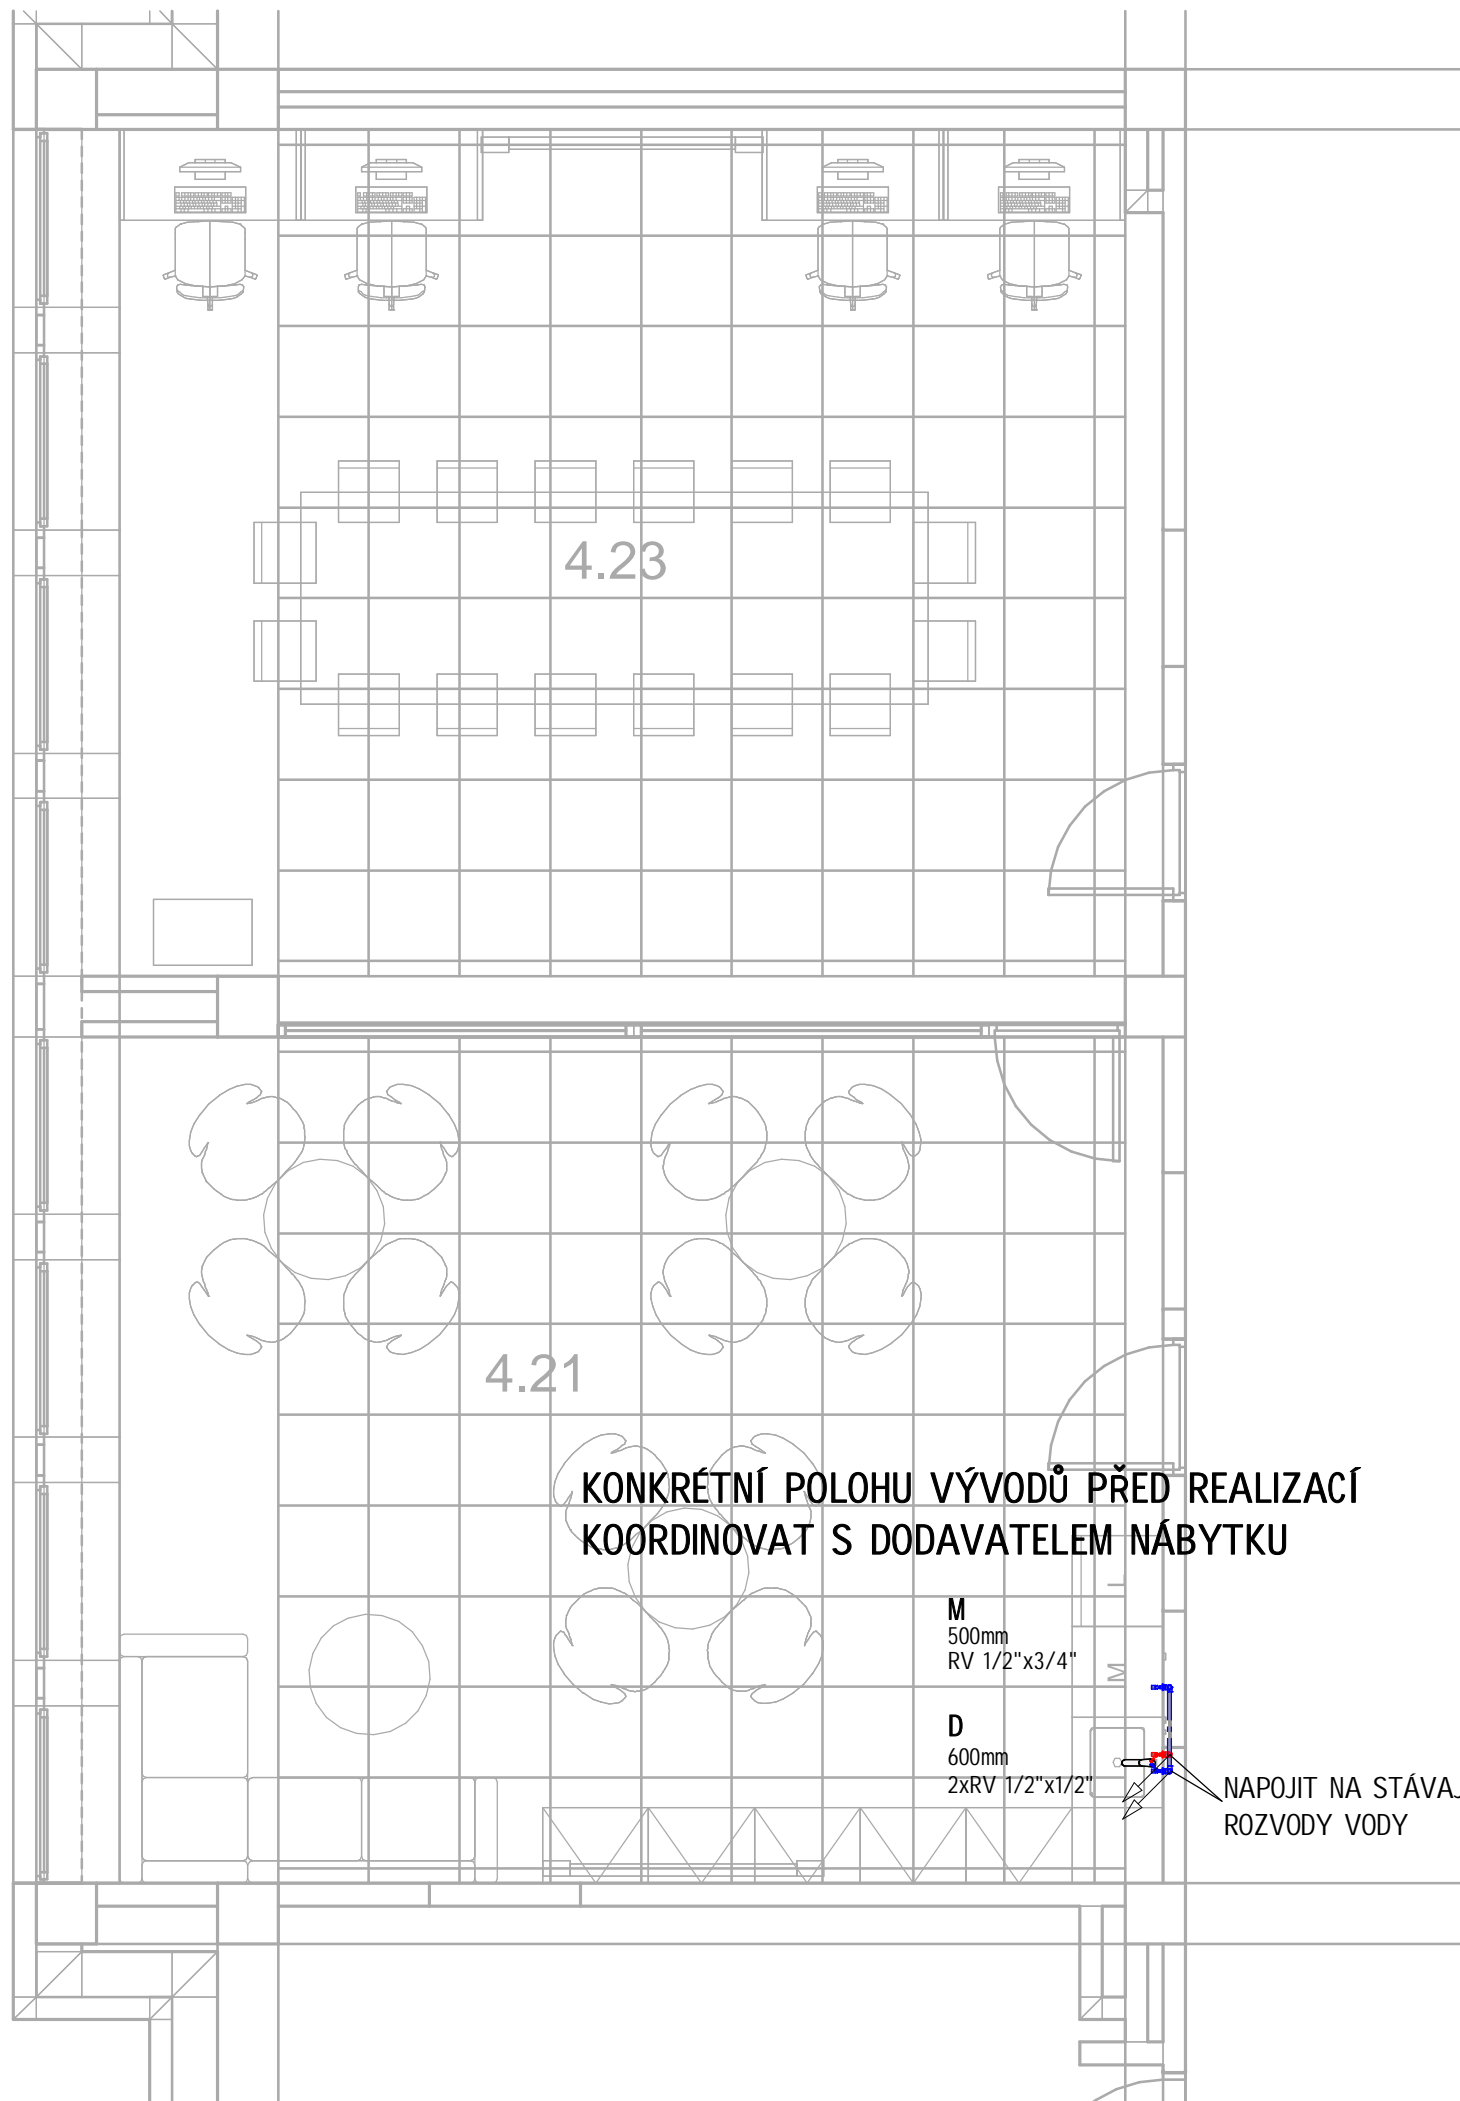 4.23
4.21
KONKRÉTNÍ POLOHU VÝVODŮ PŘED REALIZACÍ
KOORDINOVAT S DODAVATELEM NÁBYTKU
L
M
500mm
RV 1/2"x3/4"
M
D
600mm
2xRV 1/2"x1/2"
NAPOJIT NA STÁVAJ
ROZVODY VODY